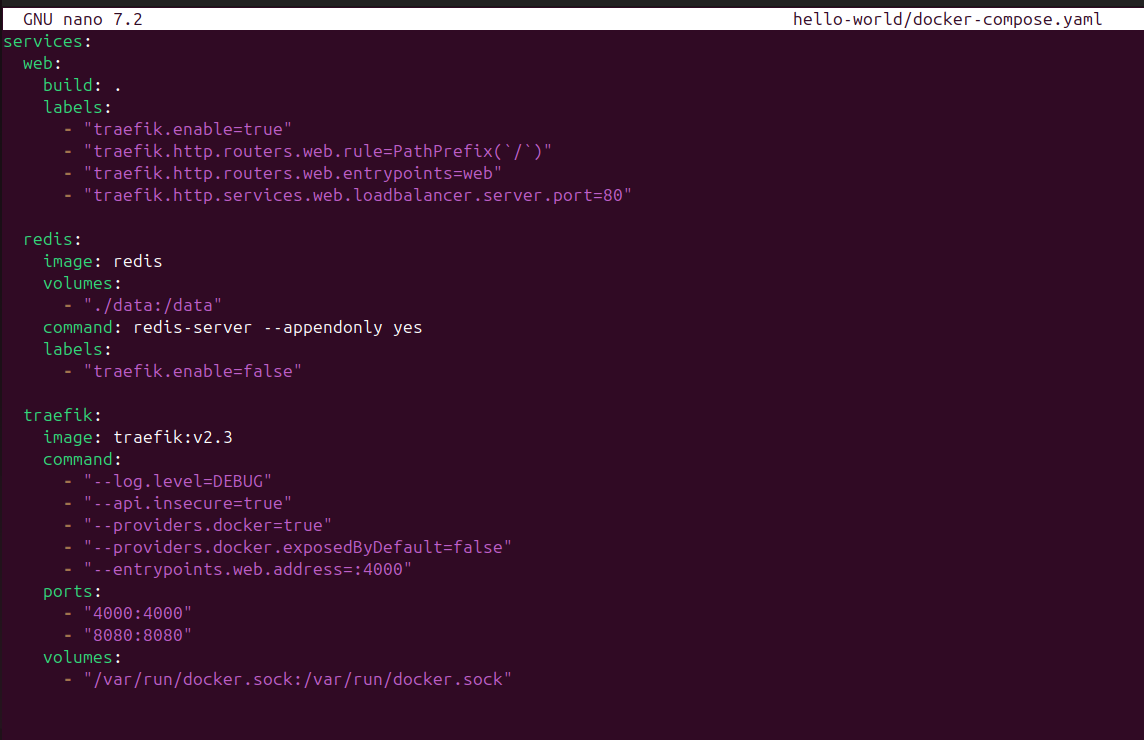 GNU nano 7.2 hello-world/docker-compose.yaml
services:
  web:
    build: .
    labels:
      - "traefik.enable=true"
      - "traefik.http.routers.web.rule=PathPrefix(`/`)"
      - "traefik.http.routers.web.entrypoints=web"
      - "traefik.http.services.web.loadbalancer.server.port=80"

  redis:
    image: redis
    volumes:
      - "./data:/data"
    command: redis-server --appendonly yes
    labels:
      - "traefik.enable=false"

  traefik:
    image: traefik:v2.3
    command:
      - "--log.level=DEBUG"
      - "--api.insecure=true"
      - "--providers.docker=true"
      - "--providers.docker.exposedByDefault=false"
      - "--entrypoints.web.address=:4000"
    ports:
      - "4000:4000"
      - "8080:8080"
    volumes:
      - "/var/run/docker.sock:/var/run/docker.sock"